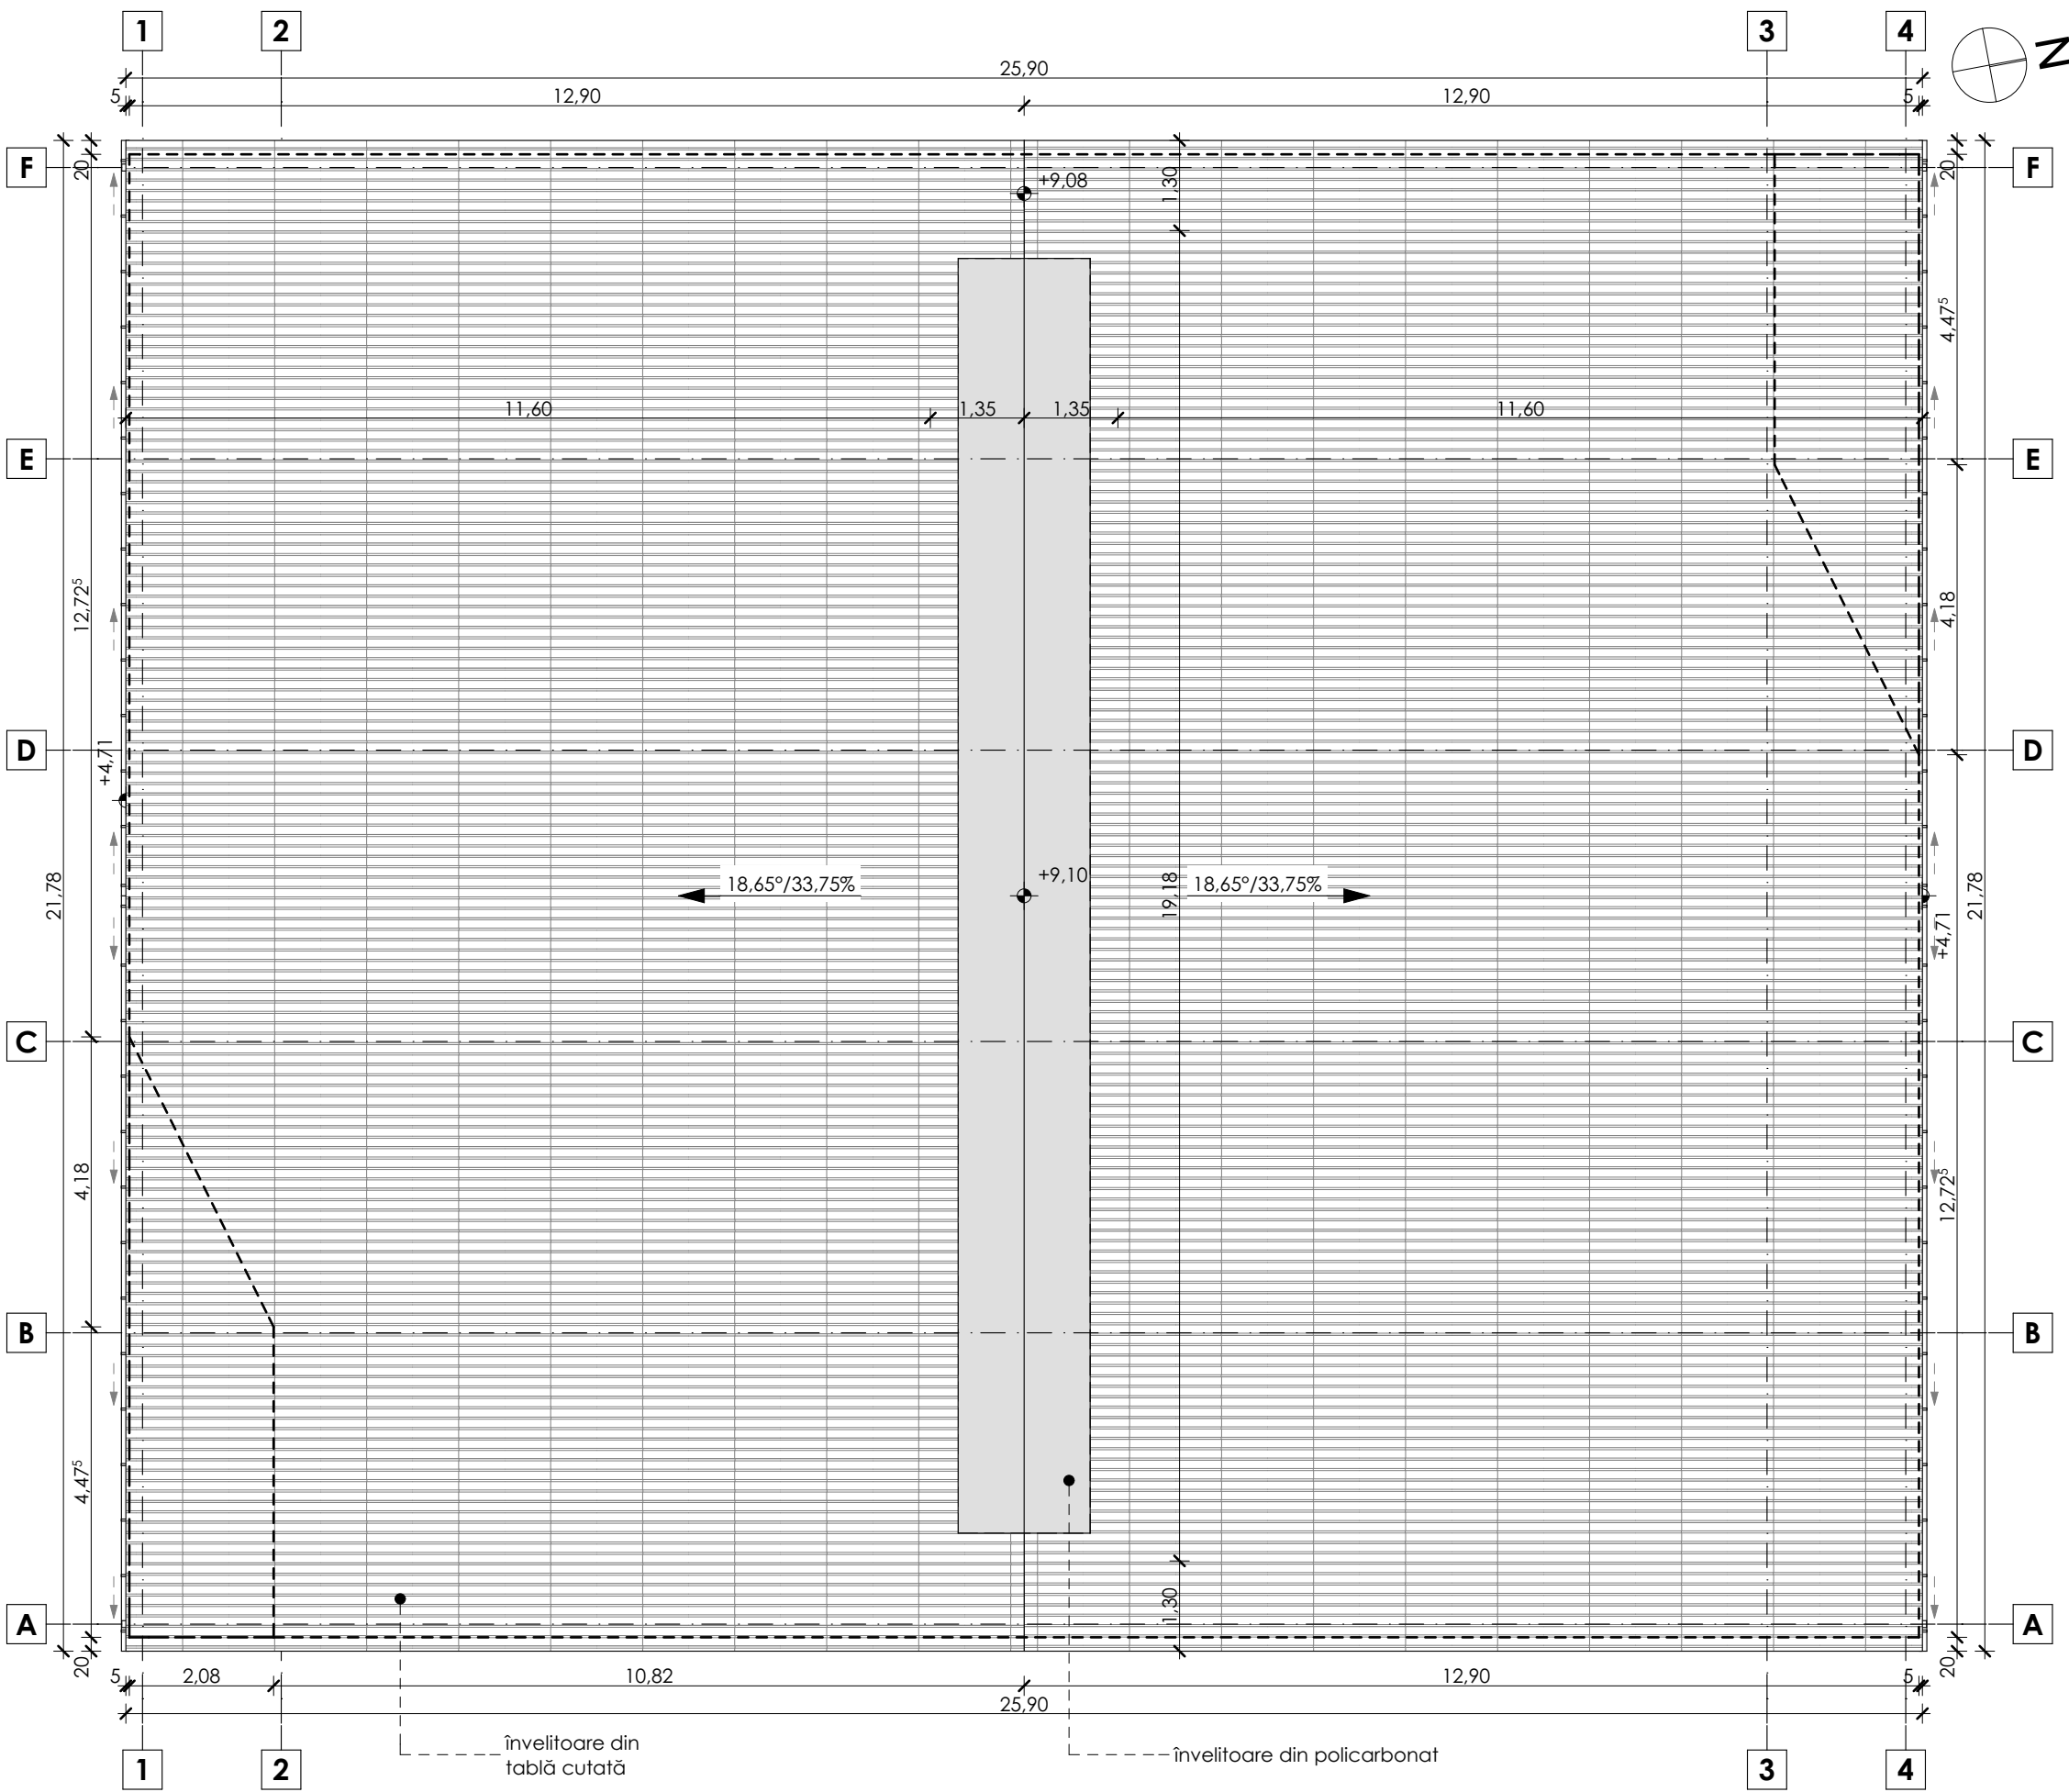 1
2
3
4
N
25,90
5
12,90
12,90
5
F
20
+9,08
1,30
20
F
4,47⁵
11,60
1,35
1,35
11,60
E
E
12,72⁵
4,18
D
+4,71
D
21,78
18,65°/33,75%
+9,10
19,18
18,65°/33,75%
+4,71
21,78
C
C
4,18
12,72⁵
B
B
4,47⁵
A
20
1,30
20
A
5
2,08
10,82
12,90
5
25,90
învelitoare din
tablă cutată
învelitoare din policarbonat
1
2
3
4